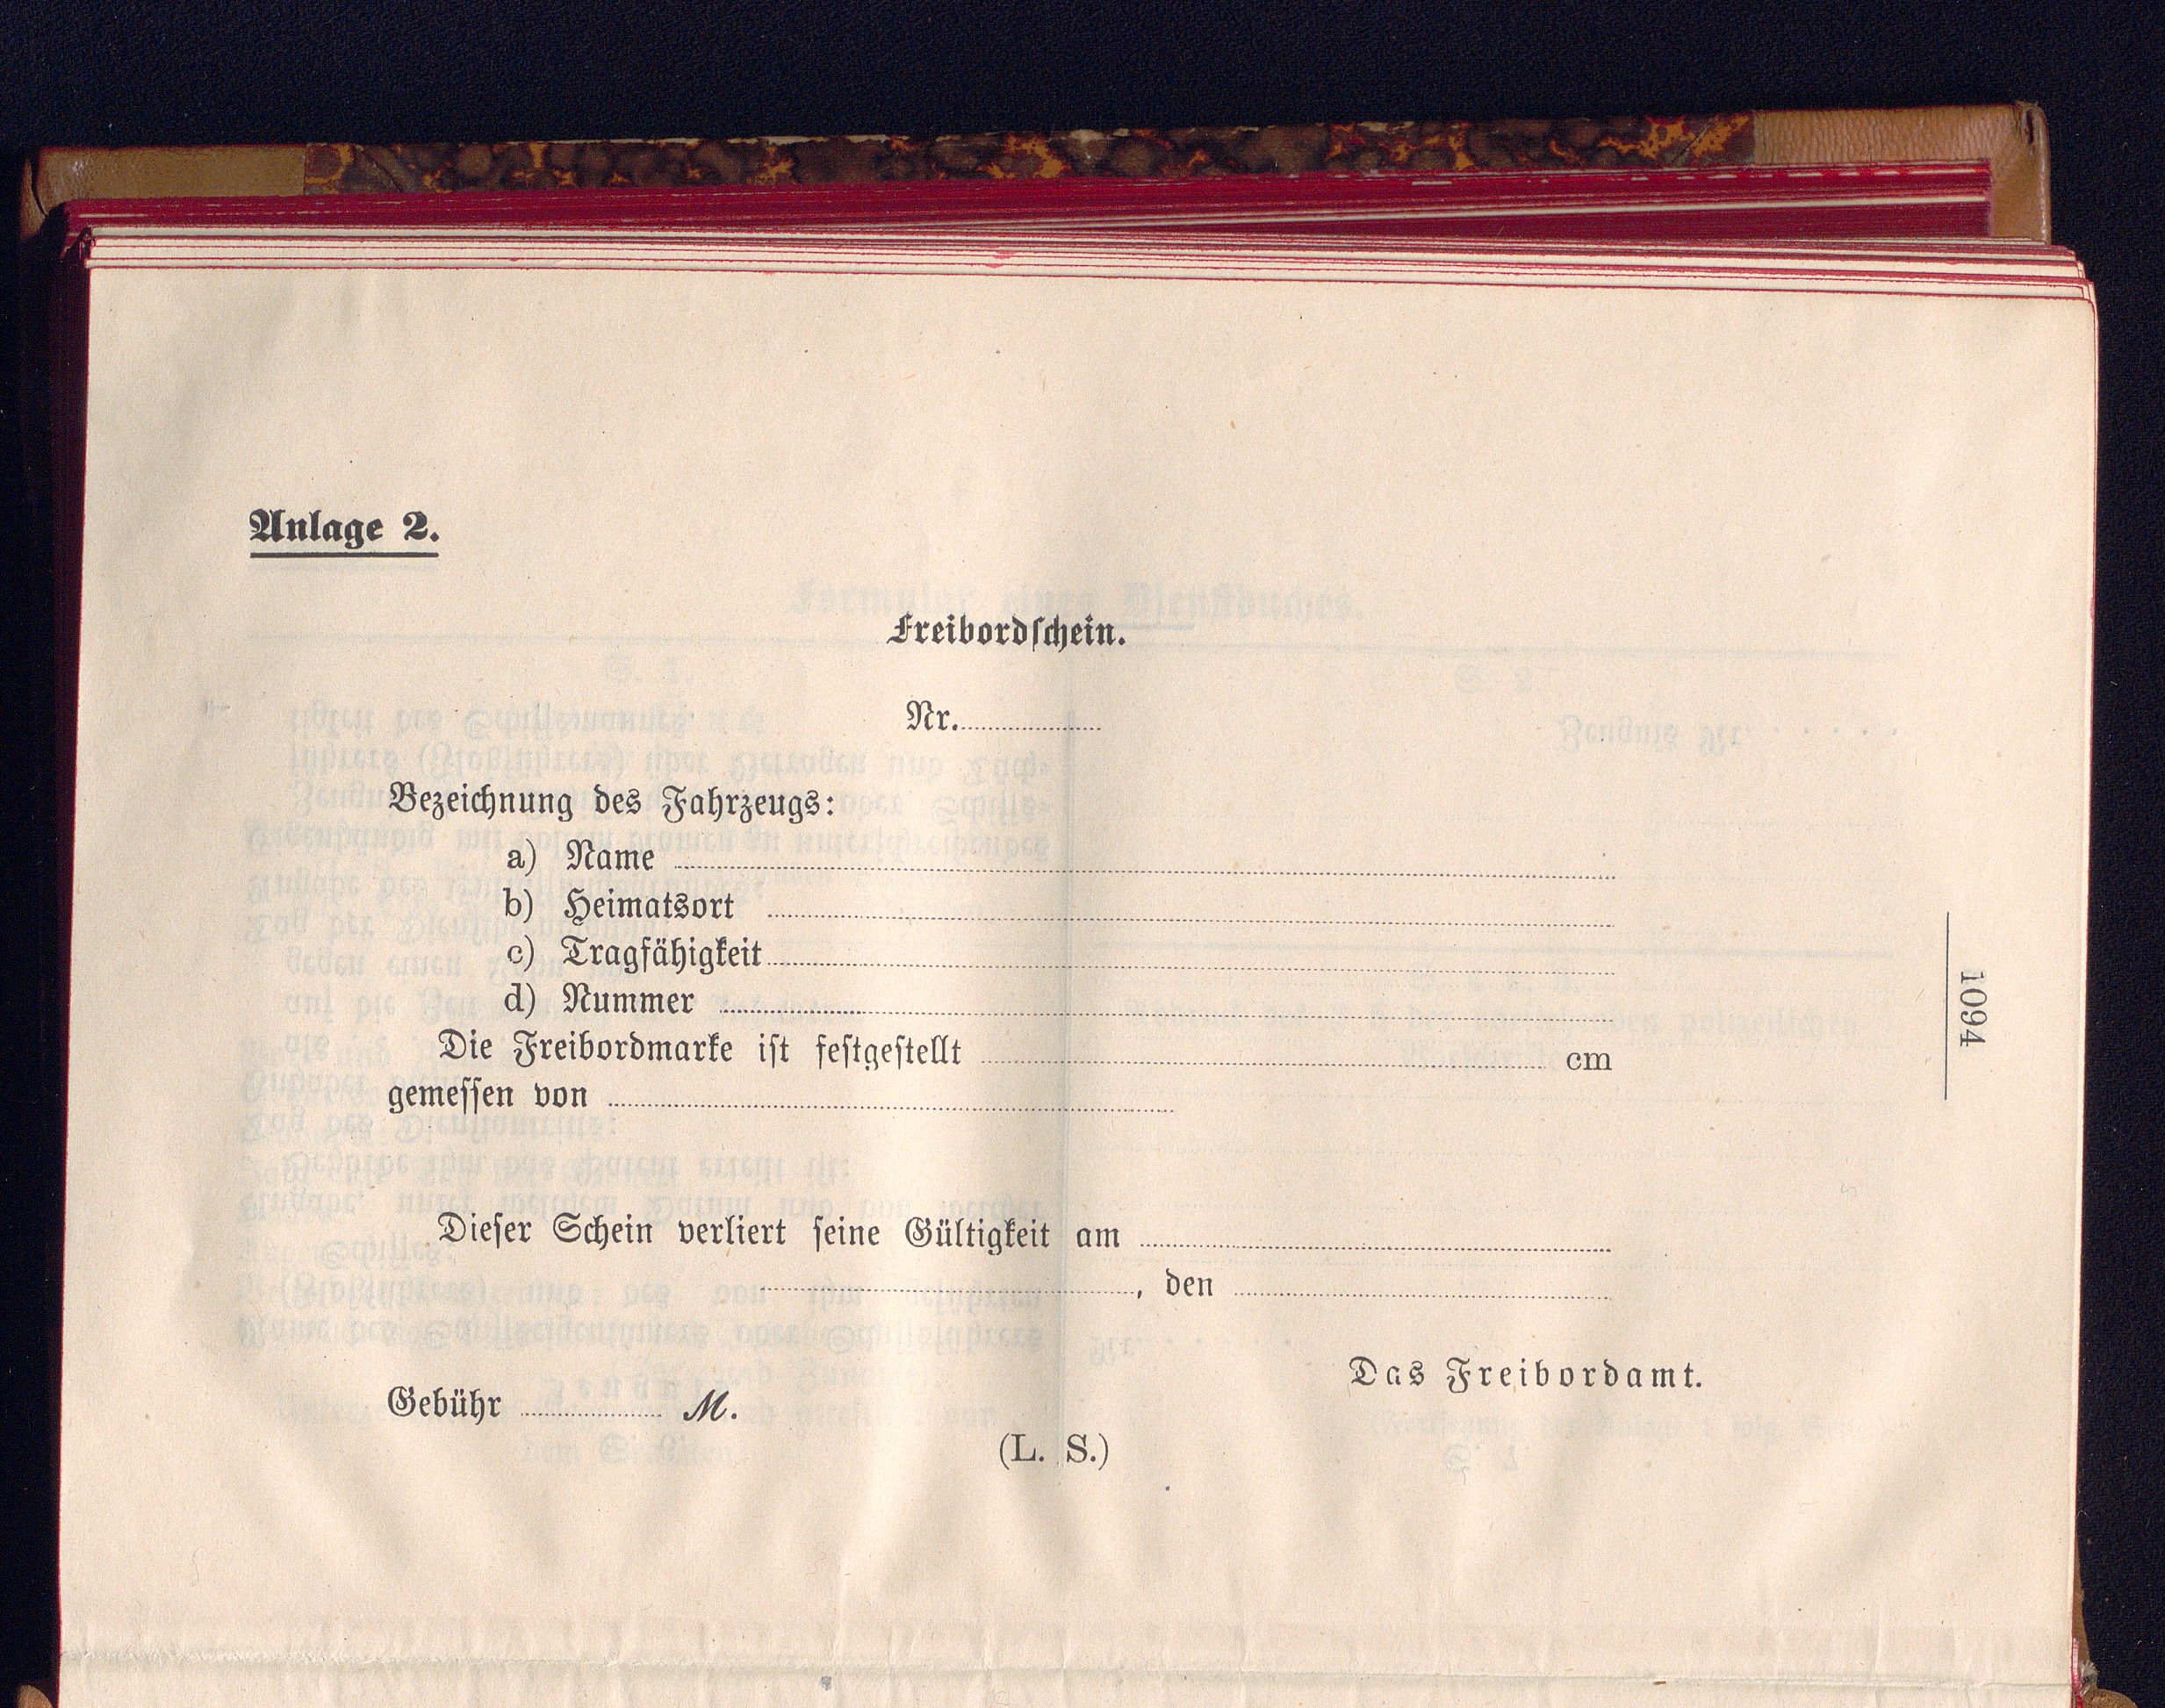 Anlage 2.
Freibordschein.
Nr.
Bezeichnung des Fahrzeugs:
a) Name
b) Heimatsort
c) Tragfähigkeit
d) Nummer
Die Freibordmarke ist festgestellt cm
gemessen von
Dieser Schein verliert seine Gültigkeit am
, den
Das Freibordamt.
Gebühr M.
(L. S.)
1094